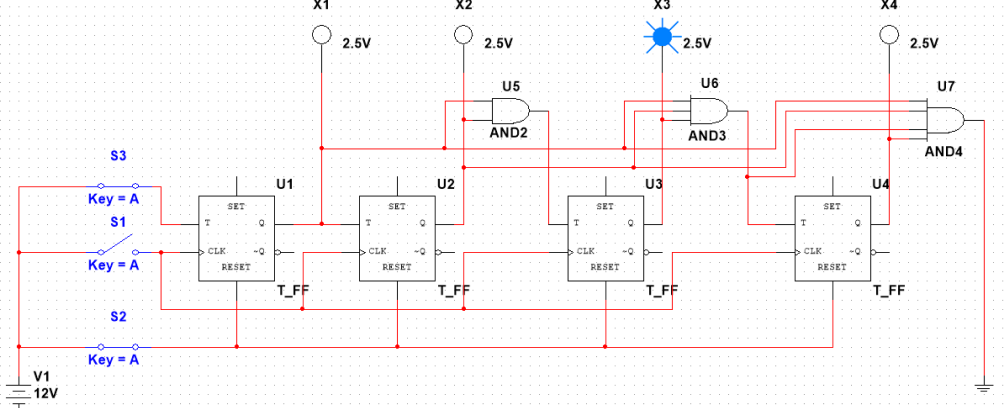 X1 X2 X3 X4
2.5V 2.5V 2.5V 2.5V
U5 U6 U7
AND2 AND3 AND4
S3
Key = A
S1
Key = A
S2
Key = A
U1 U2 U3 U4
SET SET SET SET
T Q T Q T Q T Q
CLK ~Q CLK ~Q CLK ~Q CLK ~Q
RESET RESET RESET RESET
T_FF T_FF T_FF T_FF
V1
12V